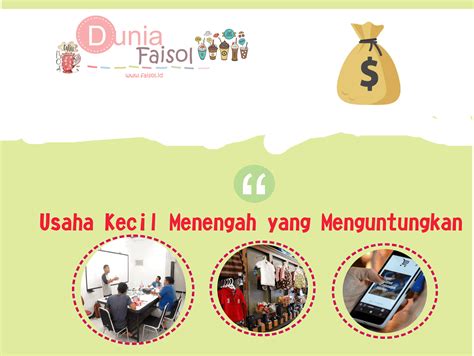 Dunia
Faisol
www.faisol.id
$
“
Usaha Kecil Menengah yang Menguntungkan